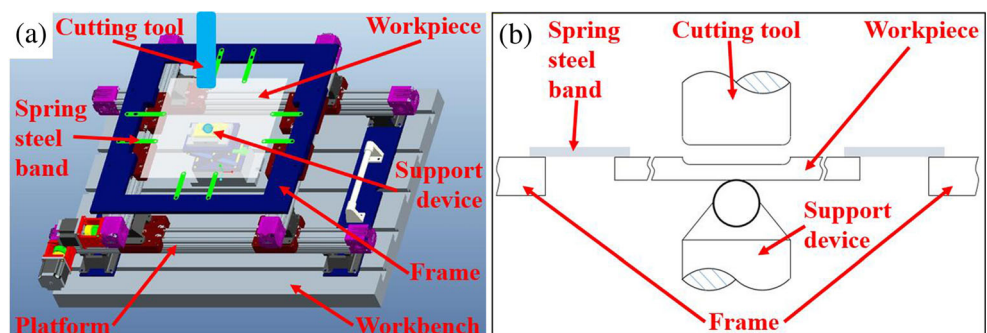 (a)
Cutting tool
Workpiece
Spring
steel
band
Support
device
Frame
Platform
Workbench
(b)
Spring
steel
band
Cutting tool
Workpiece
Support
device
Frame